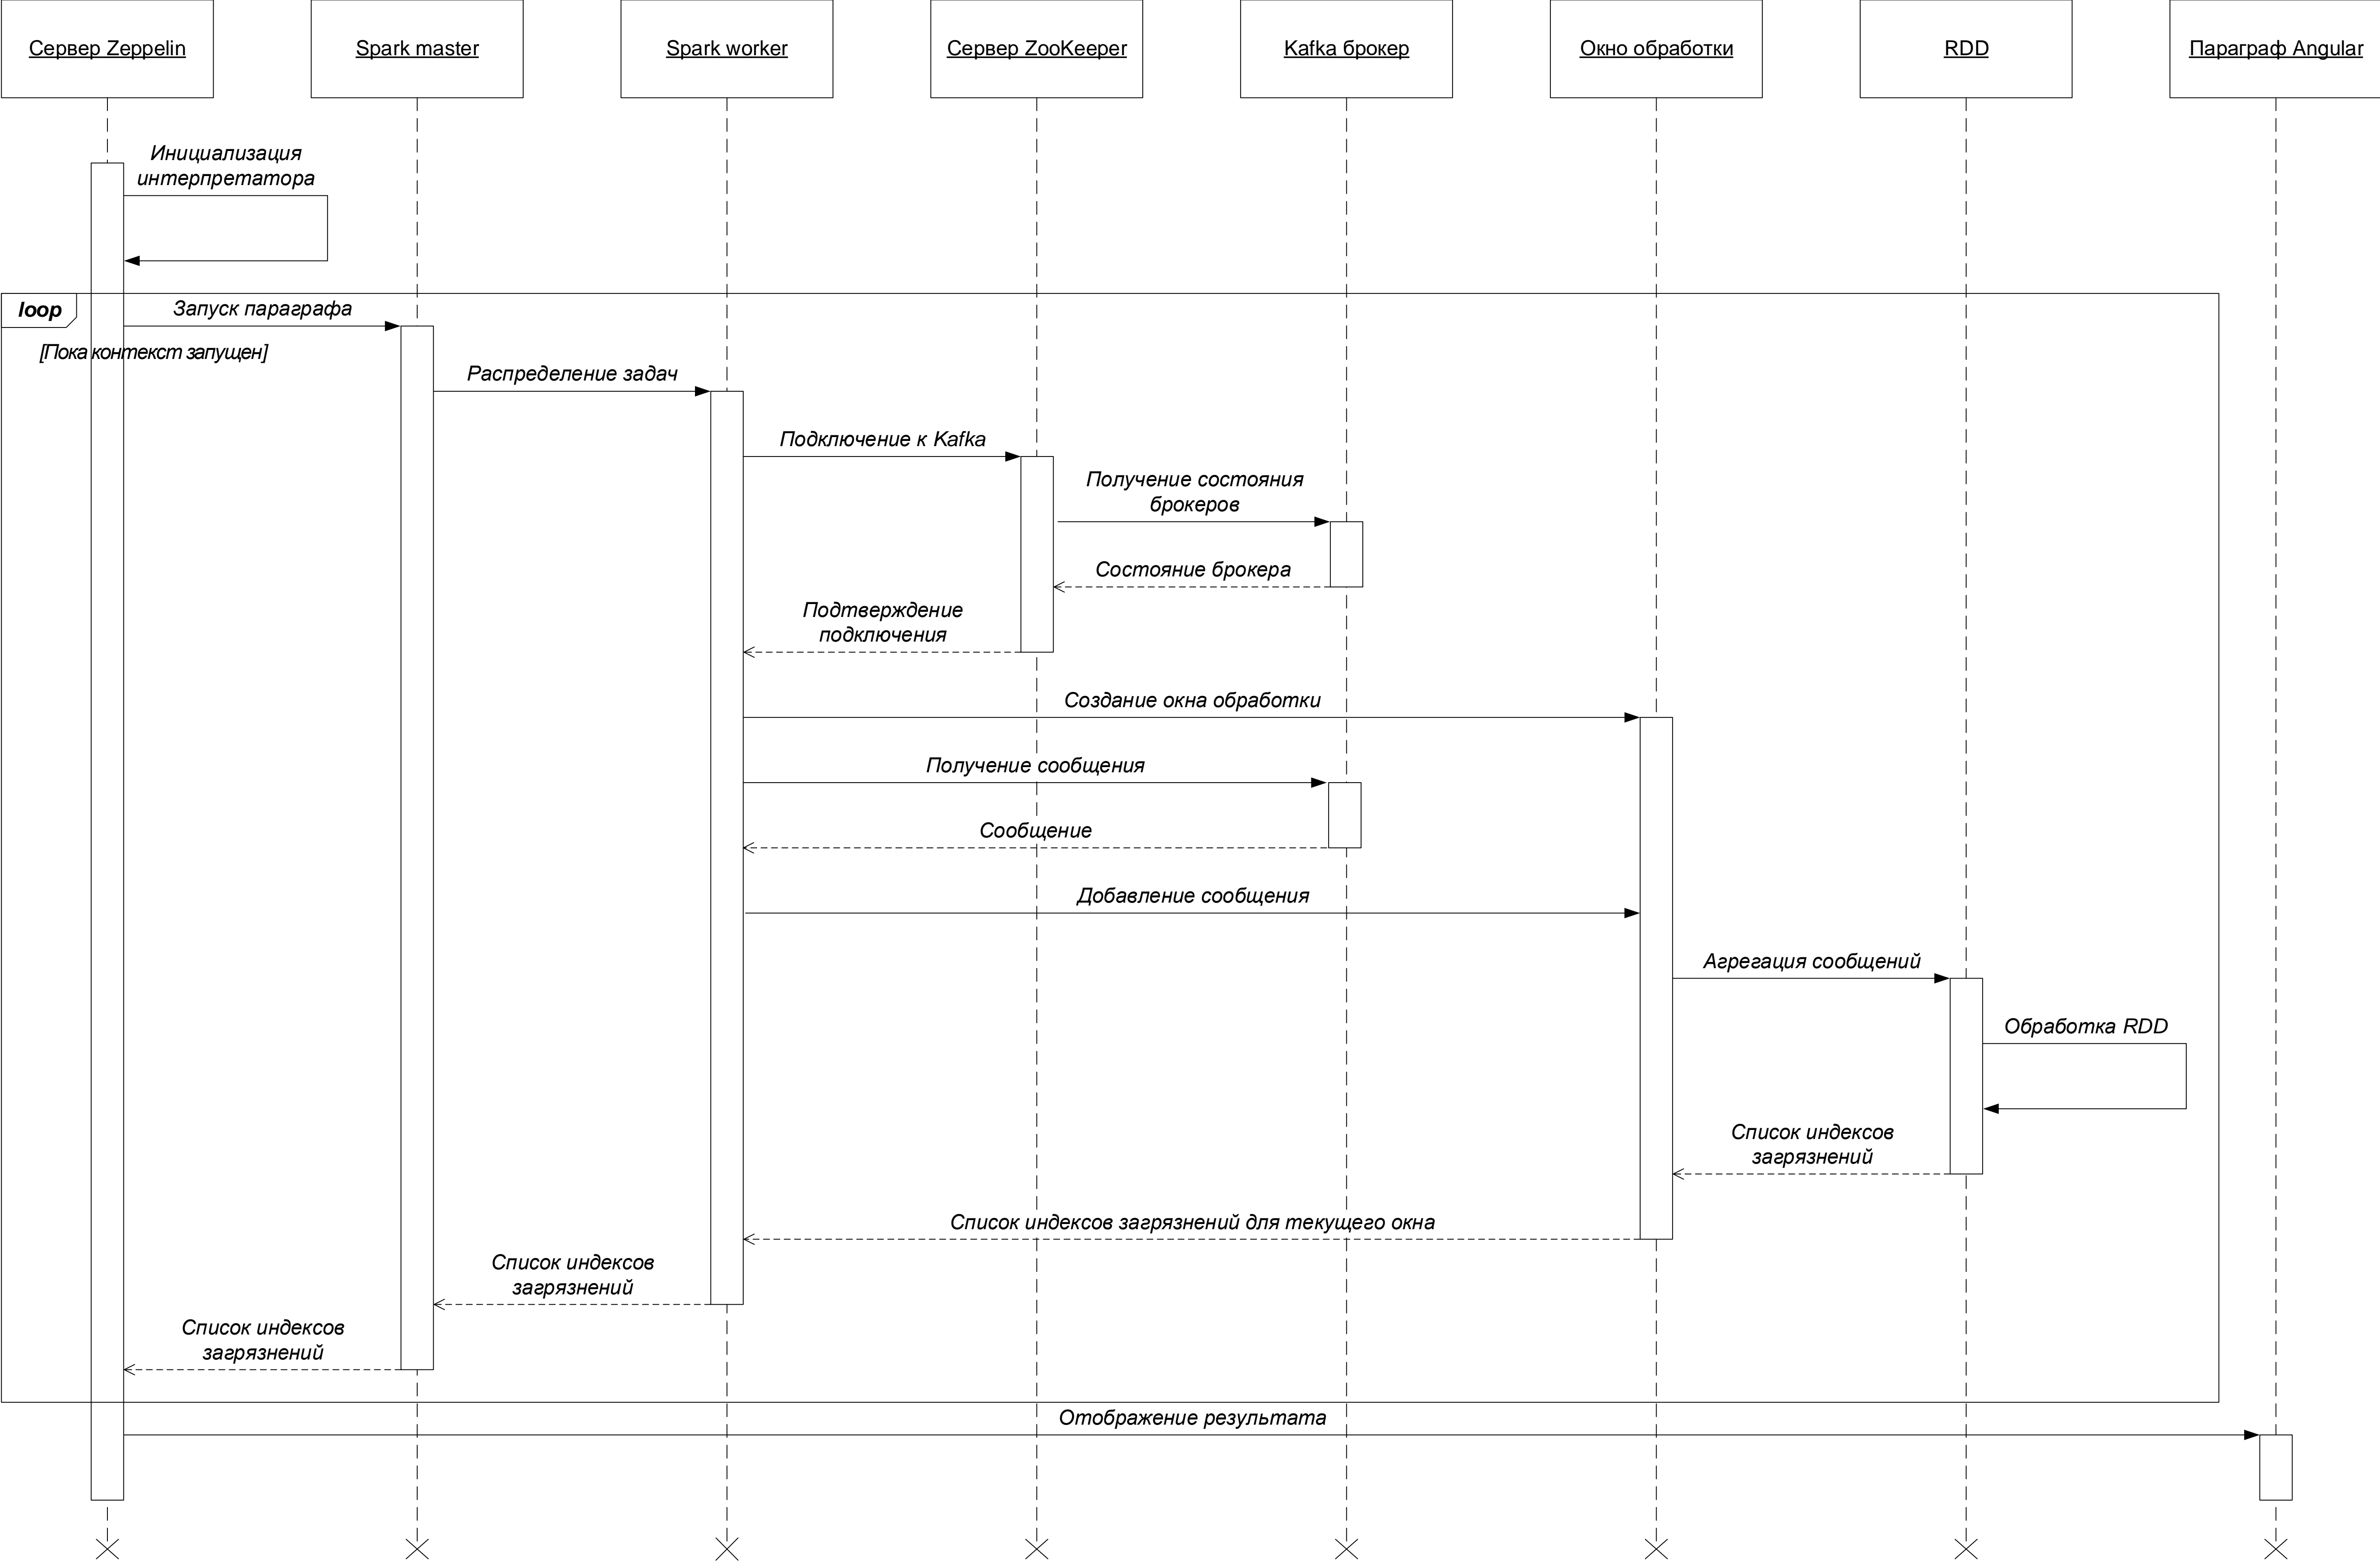 Сервер Zeppelin
Spark master
Spark worker
Сервер ZooKeeper
Kafka брокер
Окно обработки
RDD
Параграф Angular
Инициализация
интерпретатора
loop
Запуск параграфа
[Пока контекст запущен]
Распределение задач
Подключение к Kafka
Получение состояния
брокеров
Состояние брокера
Подтверждение
подключения
Создание окна обработки
Получение сообщения
Сообщение
Добавление сообщения
Агрегация сообщений
Обработка RDD
Список индексов
загрязнений
Список индексов загрязнений для текущего окна
Список индексов
загрязнений
Список индексов
загрязнений
Отображение результата